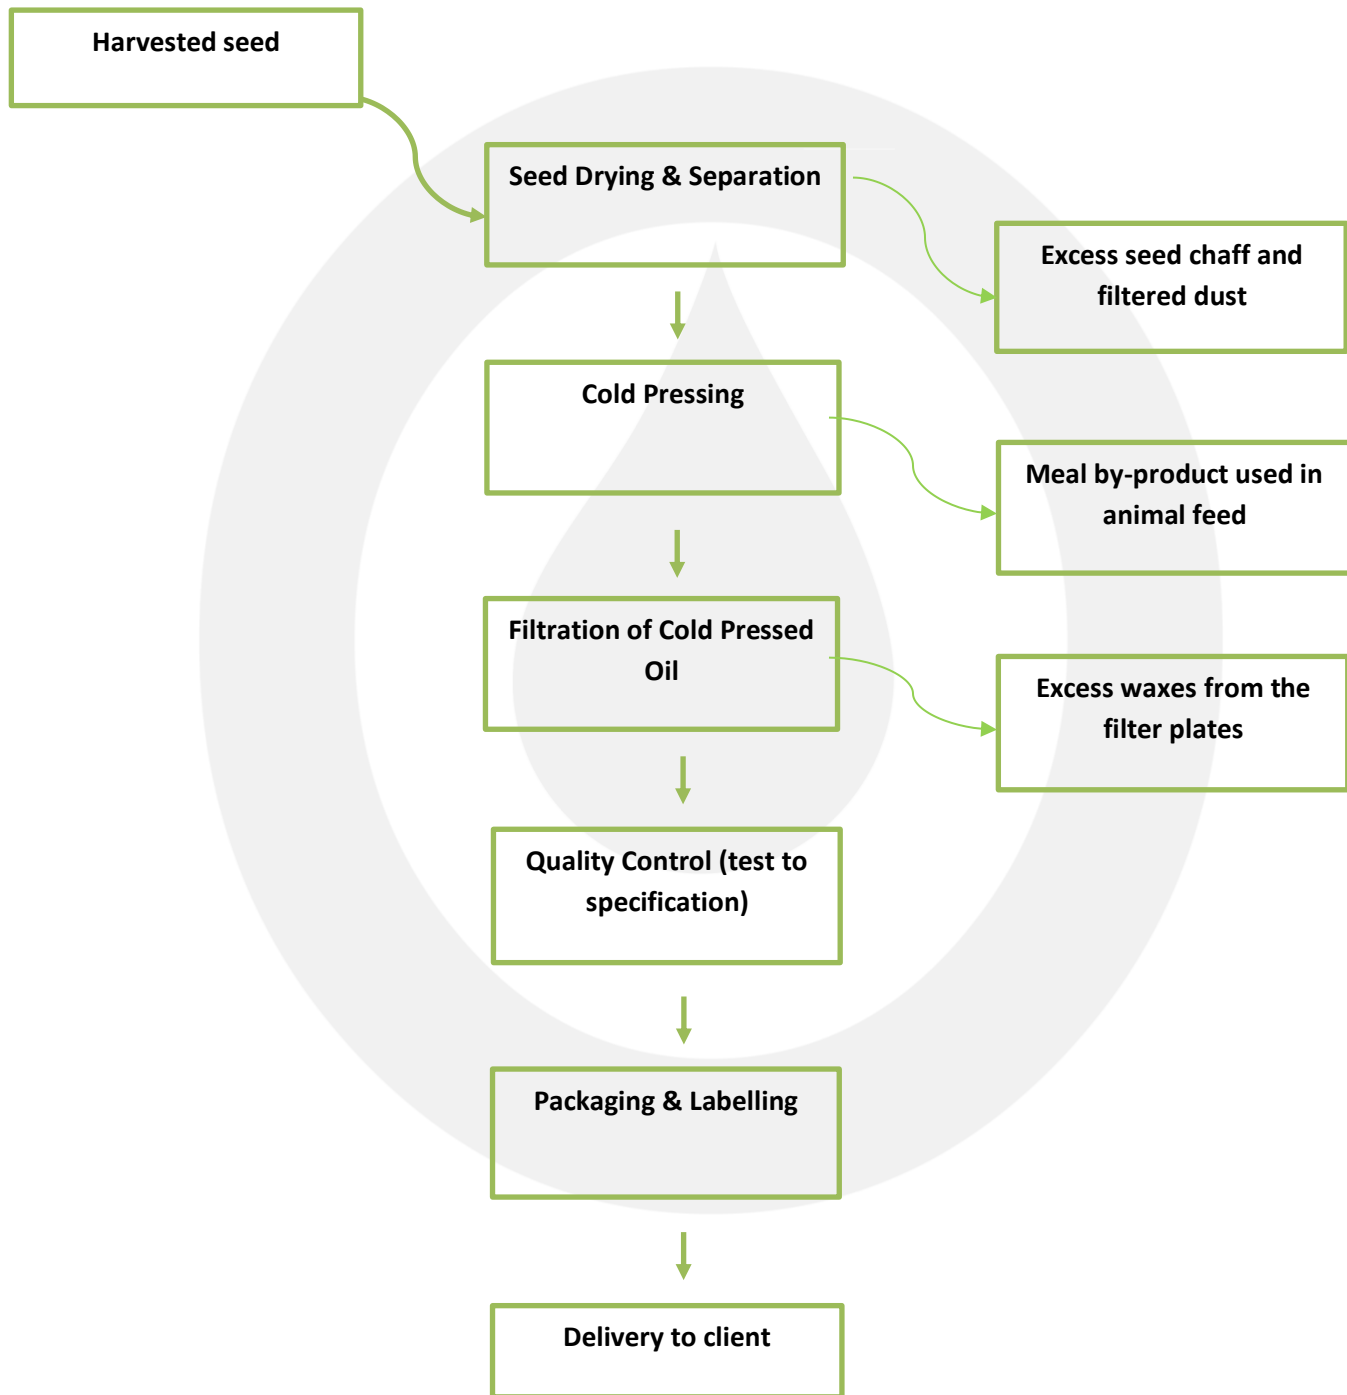 Harvested seed
Seed Drying & Separation
Excess seed chaff and
filtered dust
Cold Pressing
Meal by-product used in
animal feed
Filtration of Cold Pressed
Oil
Excess waxes from the
filter plates
Quality Control (test to
specification)
Packaging & Labelling
Delivery to client